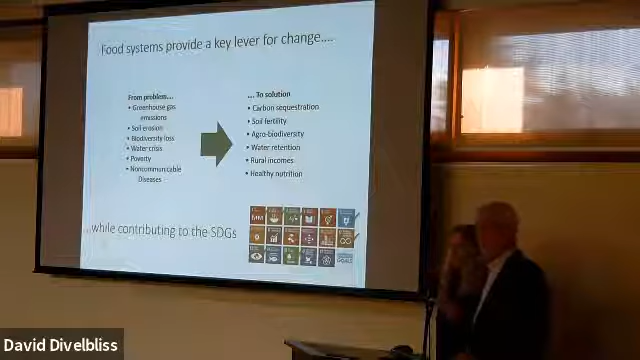 Food systems provide a key lever for change....
From problem...
• Greenhouse gas
emissions
• Soil erosion
• Biodiversity loss
• Water crisis
• Poverty
• Noncommunicable
Diseases
... To solution
• Carbon sequestration
• Soil fertility
• Agro-biodiversity
• Water retention
• Rural incomes
• Healthy nutrition
...while contributing to the SDGs
GOALS
David Divelbliss